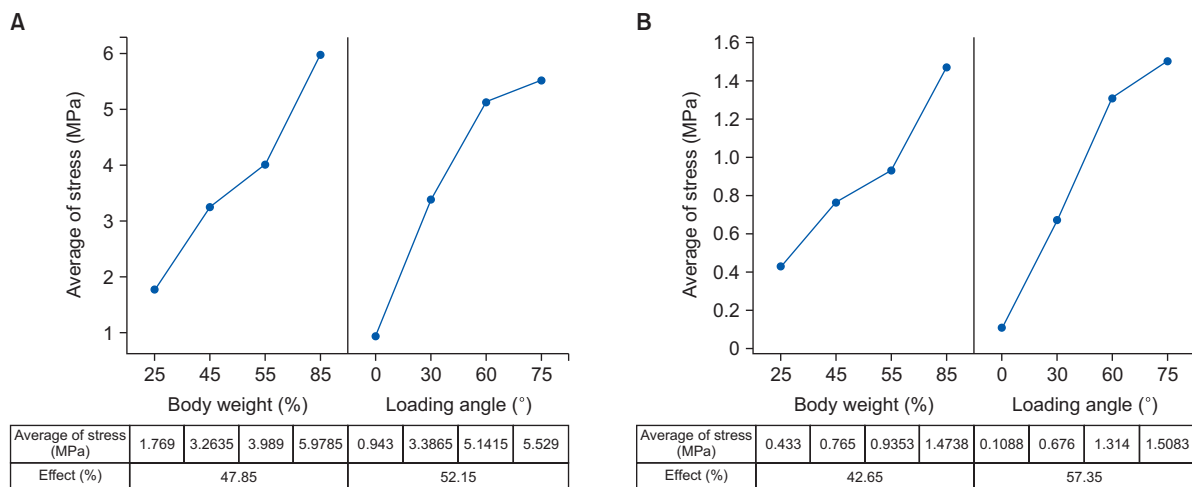 A
Average of stress (MPa)
6
5
4
3
2
1
25 45 55 85 0 30 60 75
Body weight (%) Loading angle (°)
Average of stress (MPa) 1.769 3.2635 3.989 5.9785 0.943 3.3865 5.1415 5.529
Effect (%) 47.85 52.15
B
Average of stress (MPa)
1.6
1.4
1.2
1.0
0.8
0.6
0.4
0.2
0
25 45 55 85 0 30 60 75
Body weight (%) Loading angle (°)
Average of stress (MPa) 0.433 0.765 0.9353 1.4738 0.1088 0.676 1.314 1.5083
Effect (%) 42.65 57.35